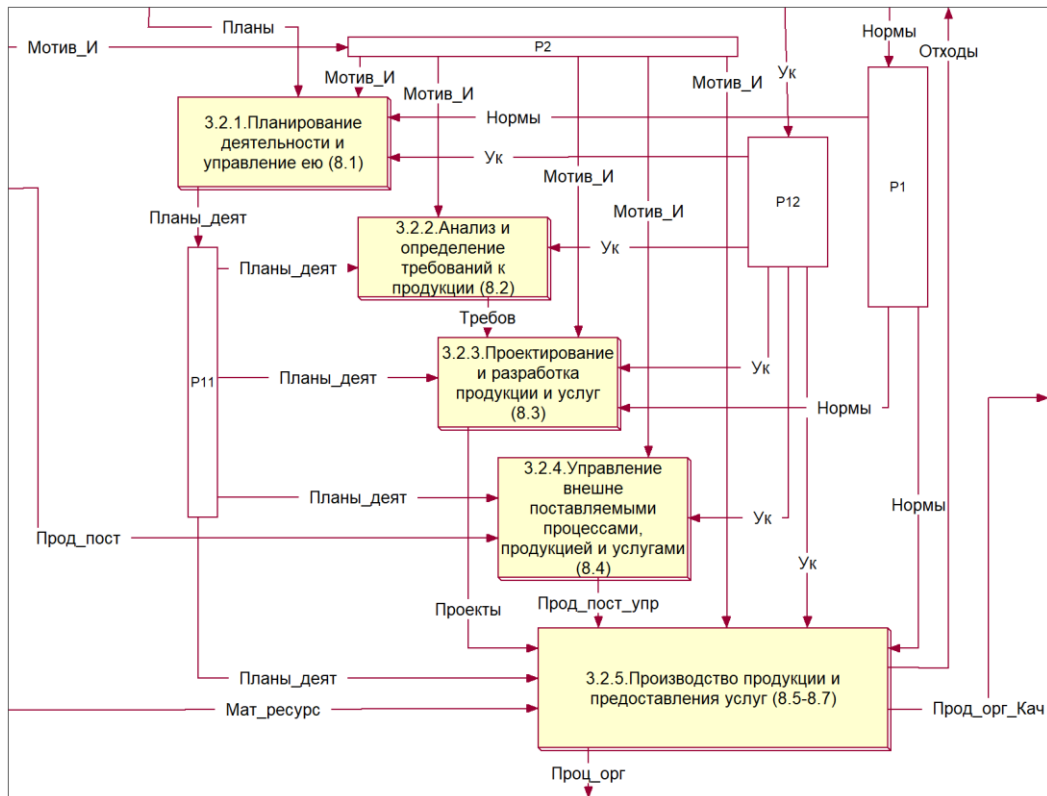 Планы
Нормы
Мотив_И
P2
Отходы
Ук
Мотив_И
Мотив_И
Мотив_И
3.2.1.Планирование
деятельности и
управление ею (8.1)
Нормы
Ук
P12
P1
Мотив_И
Мотив_И
Планы_деят
3.2.2.Анализ и
определение
требований к
продукции (8.2)
Ук
Планы_деят
Требов
3.2.3.Проектирование
и разработка
продукции и услуг
(8.3)
Ук
P11
Планы_деят
Нормы
3.2.4.Управление
внешне
поставляемыми
процессами,
продукцией и услугами
(8.4)
Планы_деят
Нормы
Ук
Прод_пост
Ук
Проекты
Прод_пост_упр
3.2.5.Производство продукции и
предоставления услуг (8.5-8.7)
Планы_деят
Мат_ресурс
Прод_орг_Кач
Проц_орг